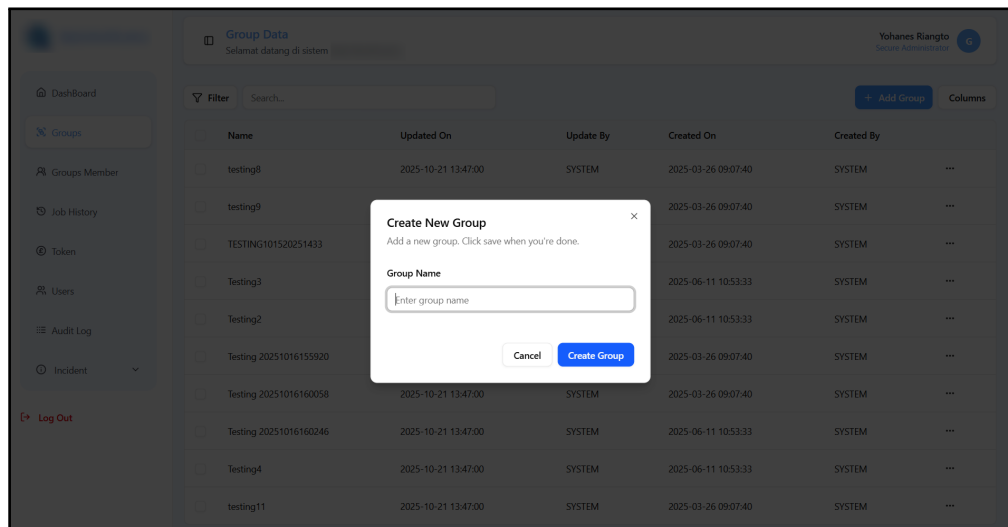 Group Data
Selamat datang di sistem
Yohanes Riangto
Secure Administrator
G
DashBoard
Groups
Groups Member
Job History
Token
Users
Audit Log
Incident
Log Out
Filter
Search...
+ Add Group
Columns
Name Updated On Update By Created On Created By
testing8 2025-10-21 13:47:00 SYSTEM 2025-03-26 09:07:40 SYSTEM ...
testing9 2025-03-26 09:07:40 SYSTEM ...
TESTING101520251433 2025-03-26 09:07:40 SYSTEM ...
Testing3 2025-06-11 10:53:33 SYSTEM ...
Testing2 2025-06-11 10:53:33 SYSTEM ...
Testing 20251016155920 2025-03-26 09:07:40 SYSTEM ...
Testing 20251016160058 2025-10-21 13:47:00 SYSTEM 2025-03-26 09:07:40 SYSTEM ...
Testing 20251016160246 2025-10-21 13:47:00 SYSTEM 2025-06-11 10:53:33 SYSTEM ...
Testing4 2025-10-21 13:47:00 SYSTEM 2025-06-11 10:53:33 SYSTEM ...
testing11 2025-10-21 13:47:00 SYSTEM 2025-03-26 09:07:40 SYSTEM ...
Create New Group
Add a new group. Click save when you're done.
Group Name
Enter group name
Cancel
Create Group